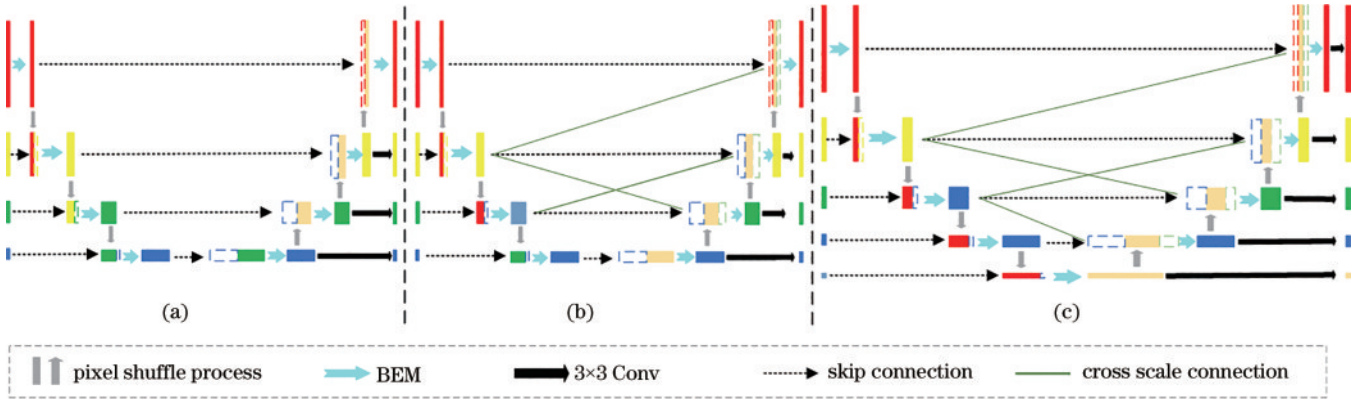 (a)
(b)
(c)
pixel shuffle process
BEM
3×3 Conv
skip connection
cross scale connection